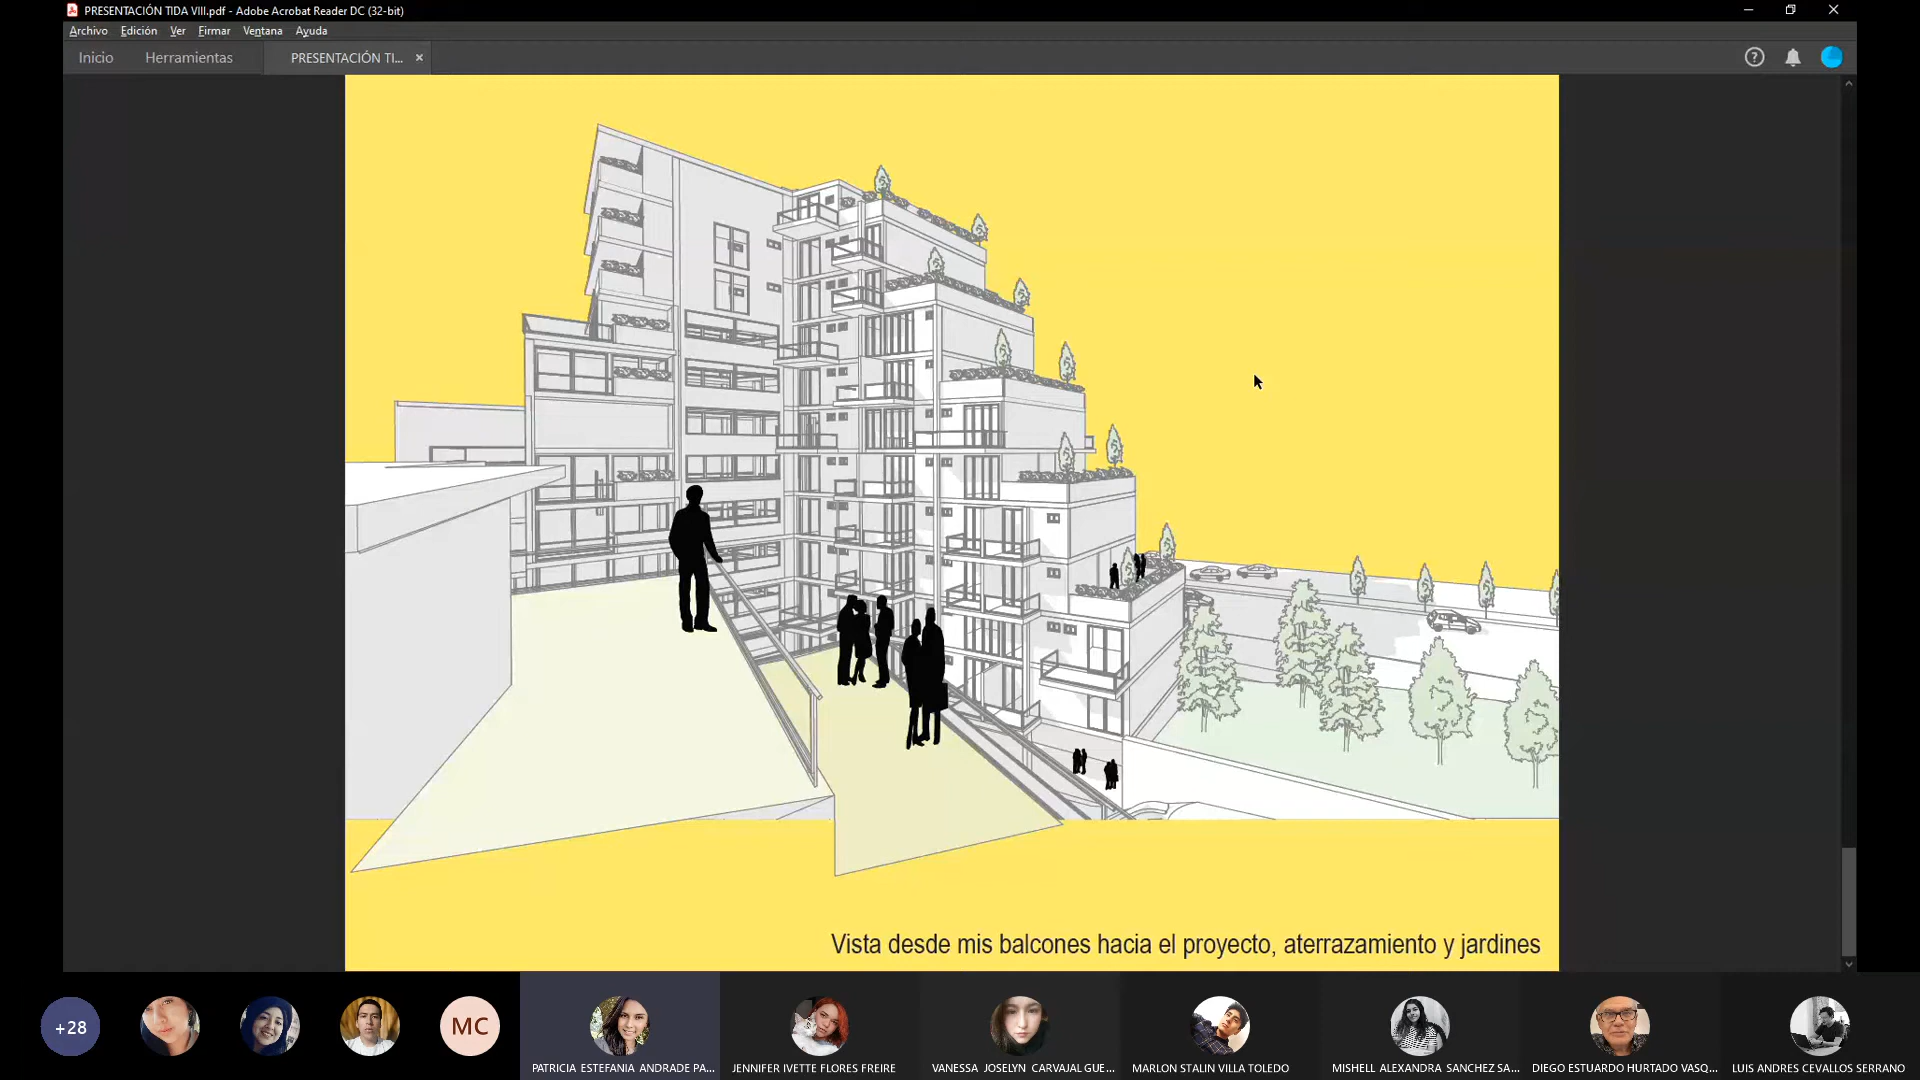 PRESENTACIÓN TIDA VIII.pdf - Adobe Acrobat Reader DC (32-bit)
Archivo Edición Ver Firmar Ventana Ayuda
Inicio Herramientas PRESENTACIÓN TI... ×
Vista desde mis balcones hacia el proyecto, aterrazamiento y jardines
+28 MC
PATRICIA ESTEFANIA ANDRADE PA... JENNIFER IVETTE FLORES FREIRE VANESSA JOSELYN CARVAJAL GUE... MARLON STALIN VILLA TOLEDO MISHELL ALEXANDRA SANCHEZ SA... DIEGO ESTUARDO HURTADO VASQ... LUIS ANDRES CEVALLOS SERRANO